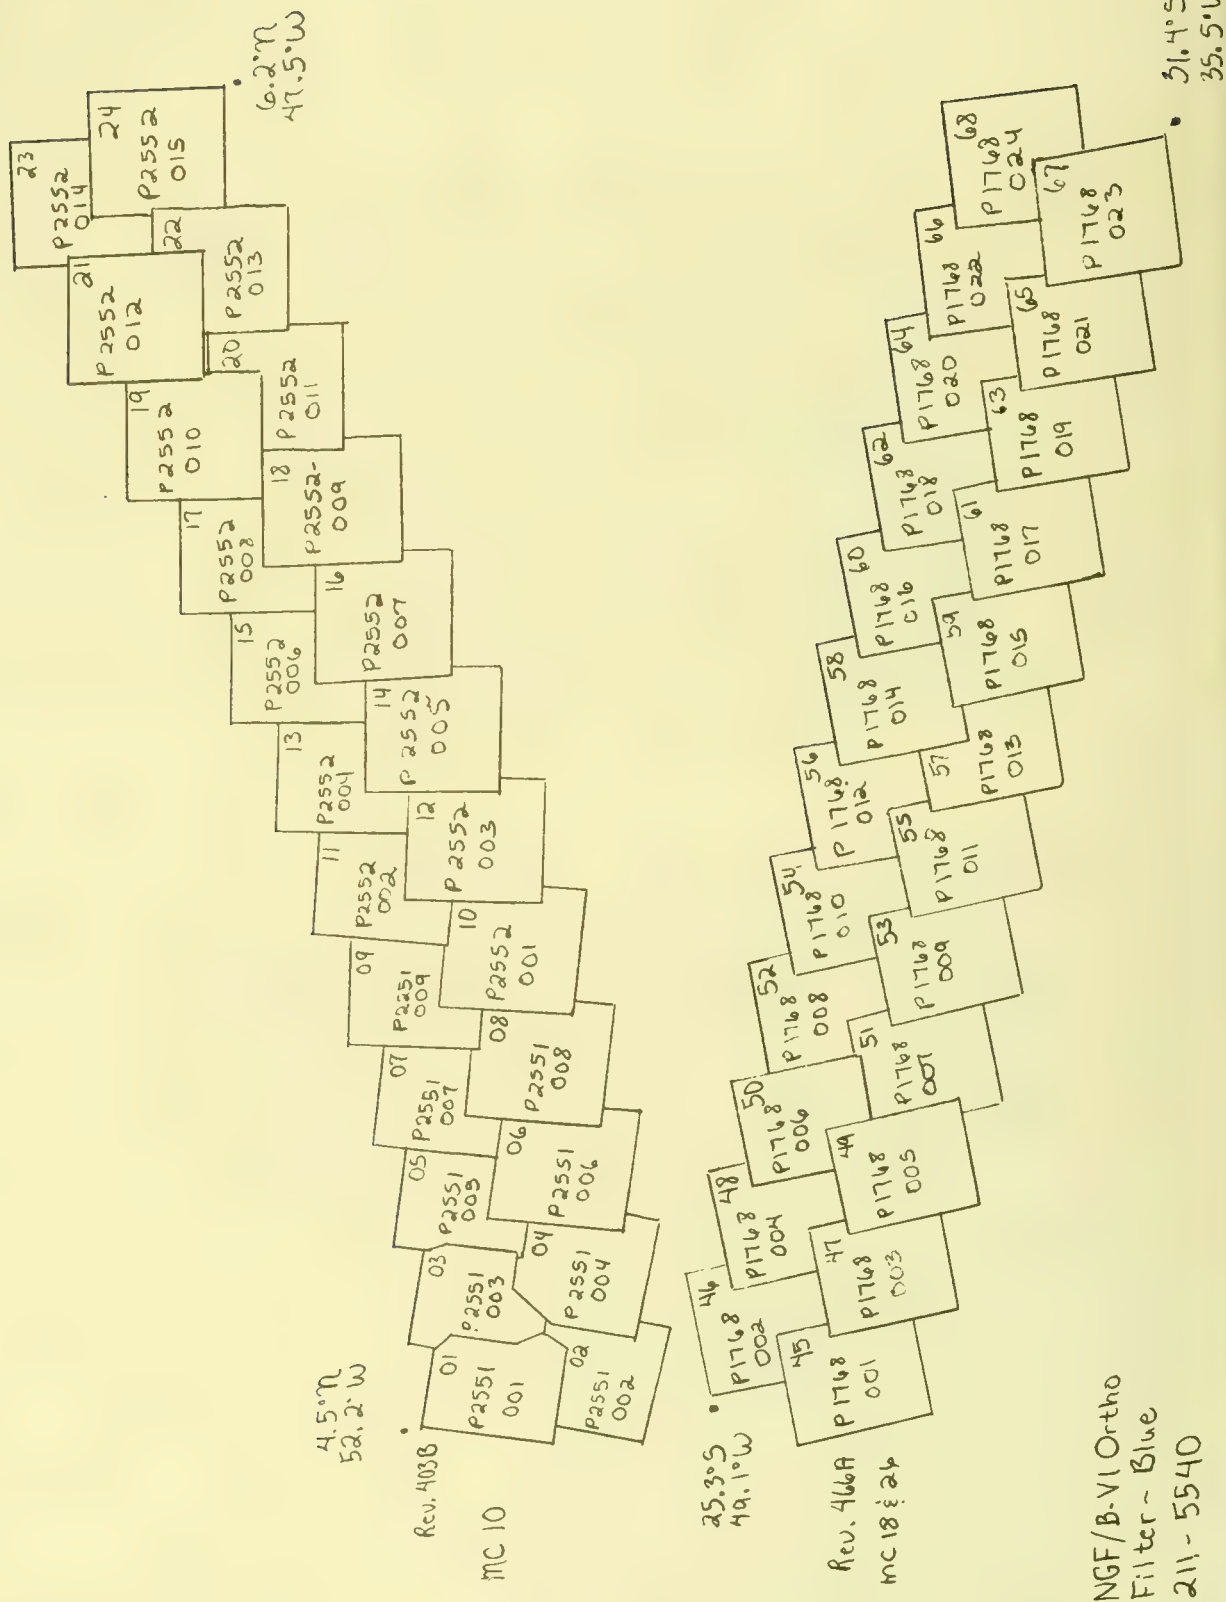 4.5°N
52.2°W
Rev. 403B
MC 10
01
P2551
001
02
P2551
002
03
P2551
003
04
P2551
004
05
P2551
005
06
P2551
006
07
P2551
007
08
P2551
008
09
P2251
009
10
P2552
001
11
P2552
002
12
P2552
003
13
P2552
004
14
P2552
005
15
P2552
006
16
P2552
007
17
P2552
008
18
P2552-
009
19
P2552
010
20
P2552
011
21
P2552
012
22
P2552
013
23
P2552
014
24
P2552
015
6.2°N
47.5°W
25.3°S
49.1°W
Rev. 466A
MC 18 & 26
45
P1768
001
46
P1768
002
47
P1768
003
48
P1768
004
49
P1768
005
50
P1768
006
51
P1768
007
52
P1768
008
53
P1768
009
54
P1768
010
55
P1768
011
56
P1768
012
57
P1768
013
58
P1768
014
59
P1768
015
60
P1768
016
61
P1768
017
62
P1768
018
63
P1768
019
64
P1768
020
65
P1768
021
66
P1768
022
67
P1768
023
68
P1768
024
31.4°S
35.5°W
NGF/B-VI Ortho
Filter - Blue
211-5540